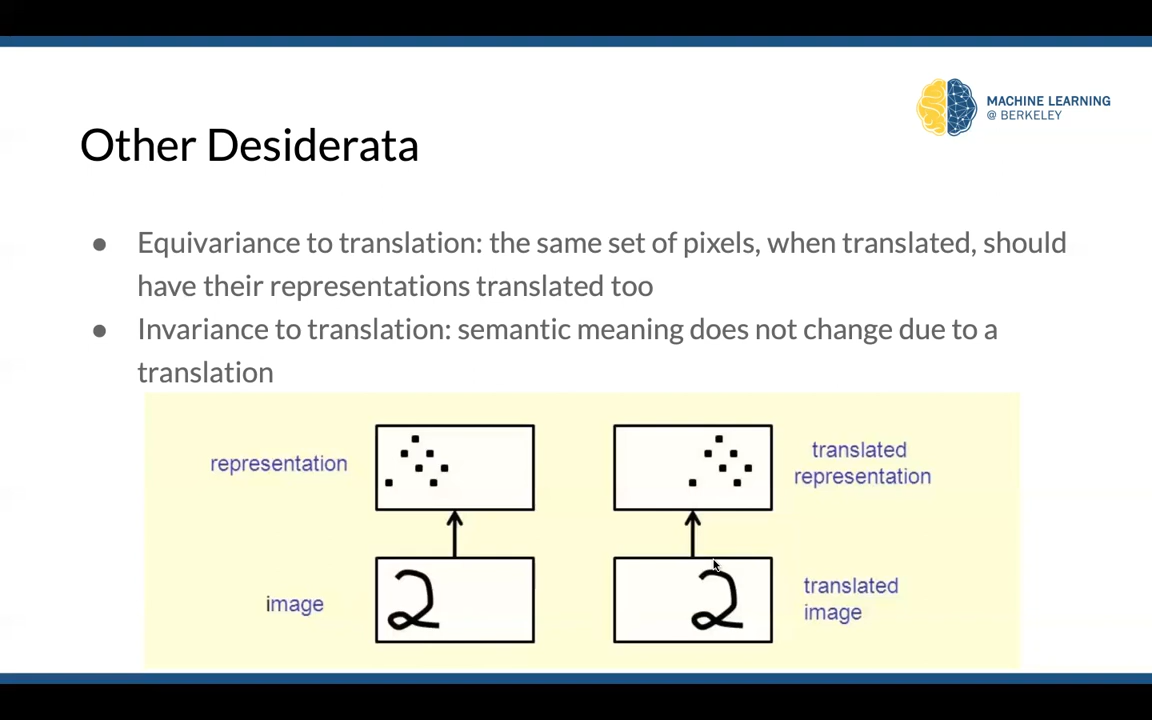 MACHINE LEARNING
@ BERKELEY
Other Desiderata
● Equivariance to translation: the same set of pixels, when translated, should
have their representations translated too
● Invariance to translation: semantic meaning does not change due to a
translation
representation
translated
representation
image
2
2
translated
image